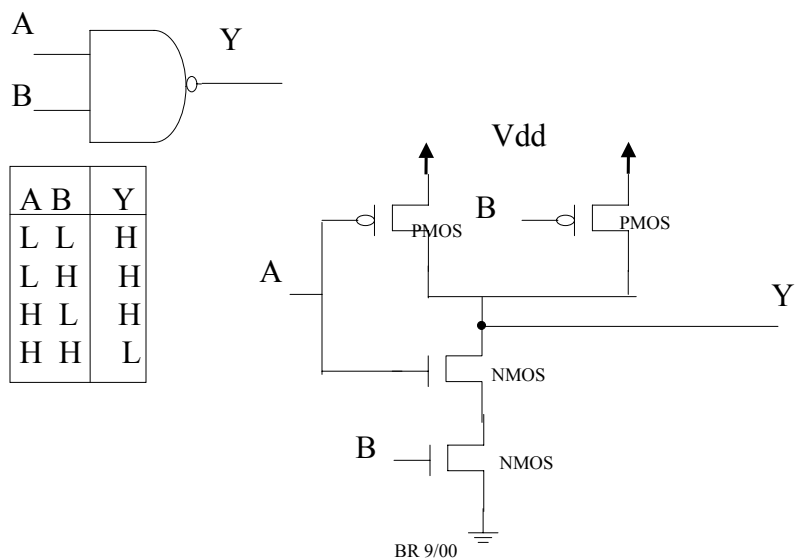 A
Y
B
Vdd
A B Y
L L H
L H H
H L H
H H L
B
PMOS
PMOS
A
Y
NMOS
B
NMOS
BR 9/00